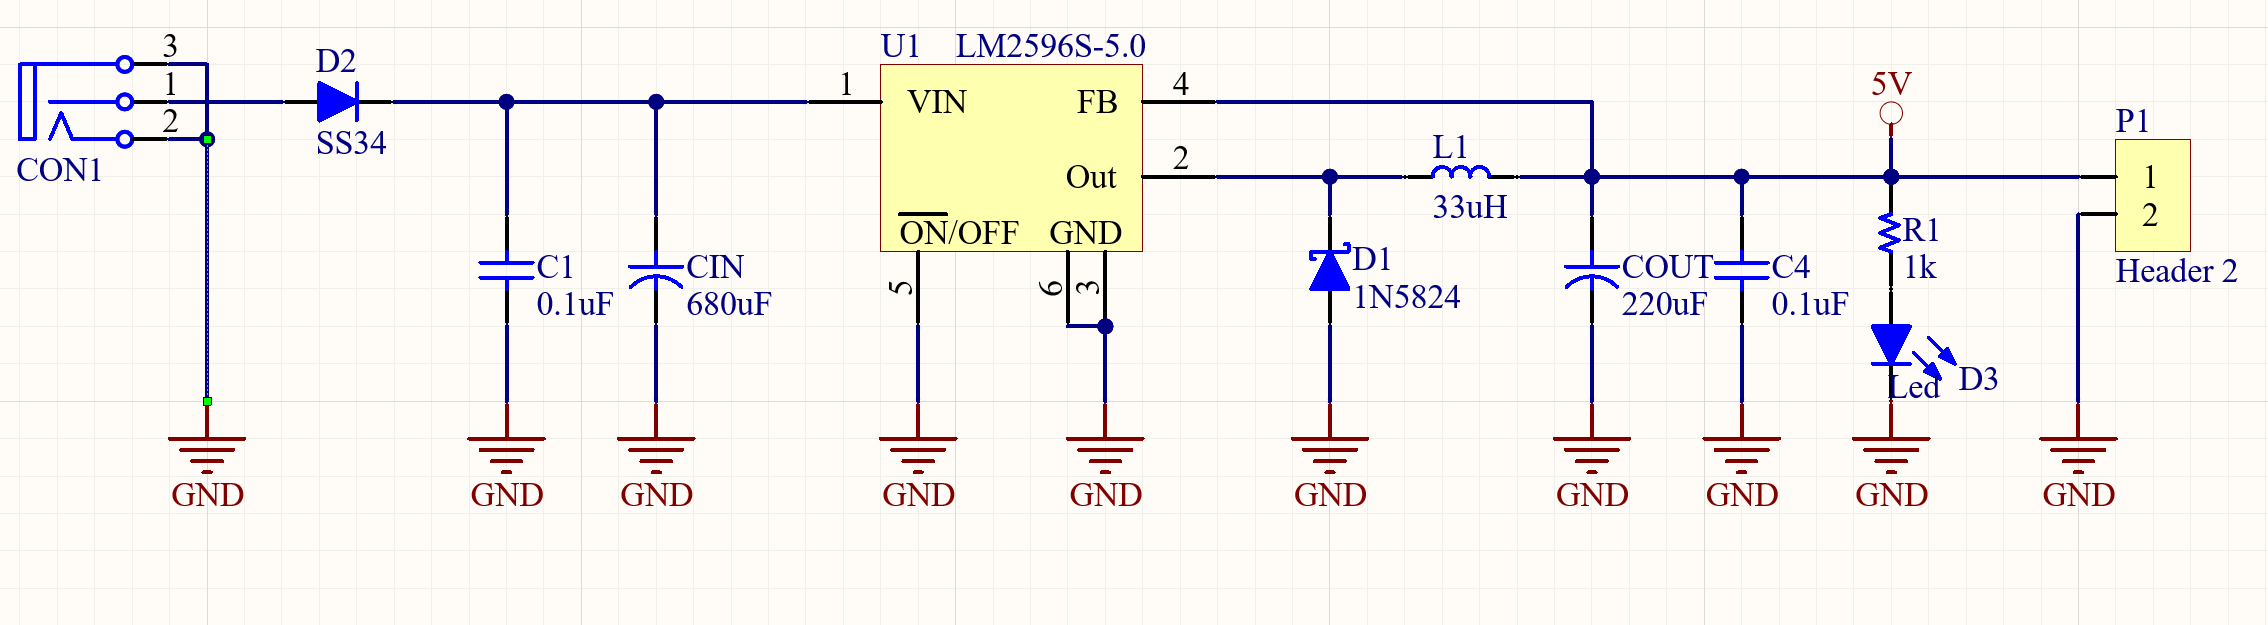 3
1
2
CON1
D2
SS34
C1
0.1uF
CIN
680uF
U1 LM2596S-5.0
1
VIN
FB
4
Out
2
ON/OFF
GND
5
6
3
L1
33uH
D1
1N5824
COUT
220uF
C4
0.1uF
5V
R1
1k
Led
D3
P1
1
2
Header 2
GND
GND
GND
GND
GND
GND
GND
GND
GND
GND